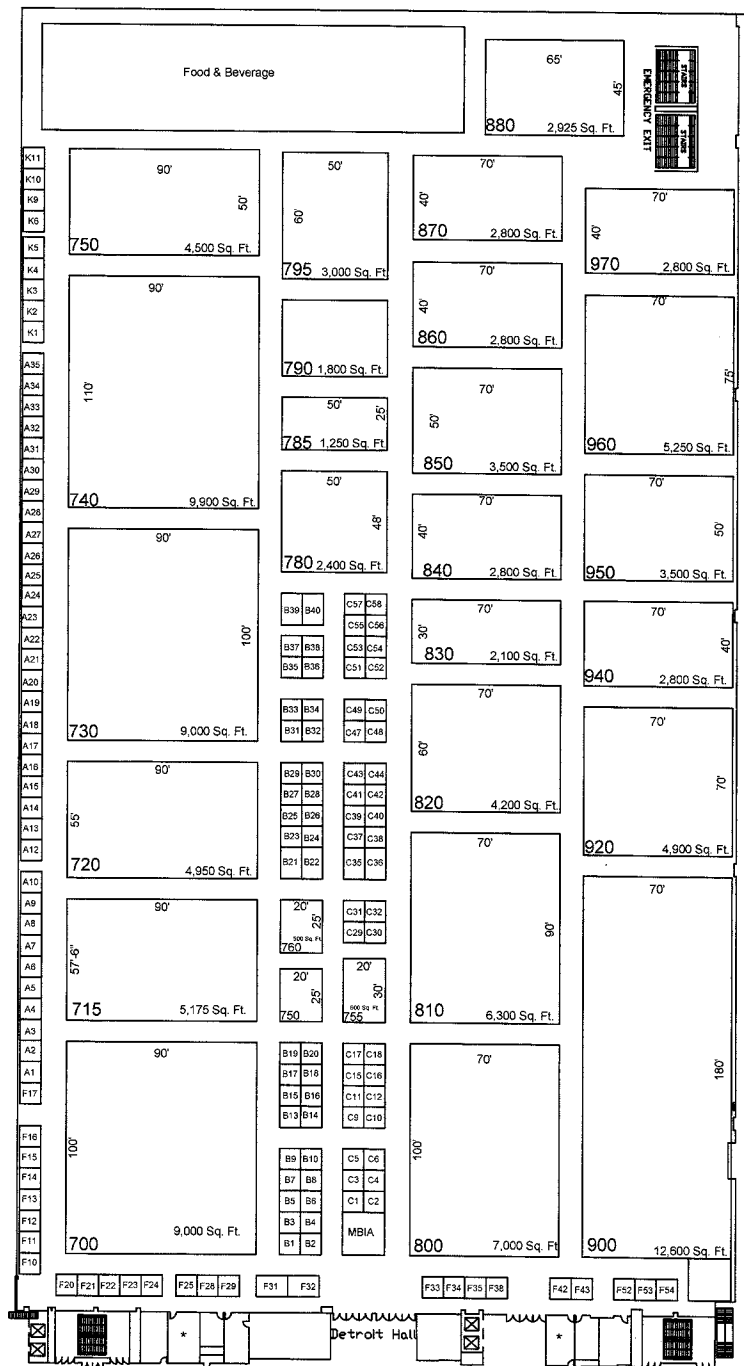 Food & Beverage
65'
45'
880 2,925 Sq. Ft.
STAIRS
STAIRS
EMERGENCY EXIT
K11
K10
K9
K6
K5
K4
K3
K2
K1
A35
A34
A33
A32
A31
A30
A29
A28
A27
A26
A25
A24
A23
A22
A21
A20
A19
A18
A17
A16
A15
A14
A13
A12
A10
A9
A8
A7
A6
A5
A4
A3
A2
A1
F17
F16
F15
F14
F13
F12
F11
F10
90'
50'
750 4,500 Sq. Ft.
90'
110'
740 9,900 Sq. Ft.
90'
100'
730 9,000 Sq. Ft.
90'
55'
720 4,950 Sq. Ft.
90'
57'-6"
715 5,175 Sq. Ft.
90'
100'
9,000 Sq. Ft.
700
50'
60'
795 3,000 Sq. Ft.
790 1,800 Sq. Ft.
50'
25'
785 1,250 Sq. Ft.
50'
48'
780 2,400 Sq. Ft.
B39 B40
B37 B38
B35 B36
B33 B34
B31 B32
B29 B30
B27 B28
B25 B26
B23 B24
B21 B22
20'
25'
500 Sq. Ft.
760
20'
25'
750
B19 B20
B17 B18
B15 B16
B13 B14
B9 B10
B7 B8
B5 B6
B3 B4
B1 B2
C57 C58
C55 C56
C53 C54
C51 C52
C49 C50
C47 C48
C43 C44
C41 C42
C39 C40
C37 C38
C35 C36
C31 C32
C29 C30
20'
30'
600 Sq. Ft.
755
C17 C18
C15 C16
C11 C12
C9 C10
C5 C6
C3 C4
C1 C2
MBIA
70'
40'
870 2,800 Sq. Ft.
70'
40'
860 2,800 Sq. Ft.
70'
50'
850 3,500 Sq. Ft.
70'
40'
840 2,800 Sq. Ft.
70'
30'
830 2,100 Sq. Ft.
70'
60'
820 4,200 Sq. Ft.
70'
90'
810 6,300 Sq. Ft.
70'
100'
800 7,000 Sq. Ft.
70'
40'
970 2,800 Sq. Ft.
70'
75'
960 5,250 Sq. Ft.
70'
50'
950 3,500 Sq. Ft.
70'
40'
940 2,800 Sq. Ft.
70'
70'
920 4,900 Sq. Ft.
70'
180'
900 12,600 Sq. Ft.
F20 F21 F22 F23 F24 F25 F28 F29 F31 F32 F33 F34 F35 F38 F42 F43 F52 F53 F54
* Detroit Hall *